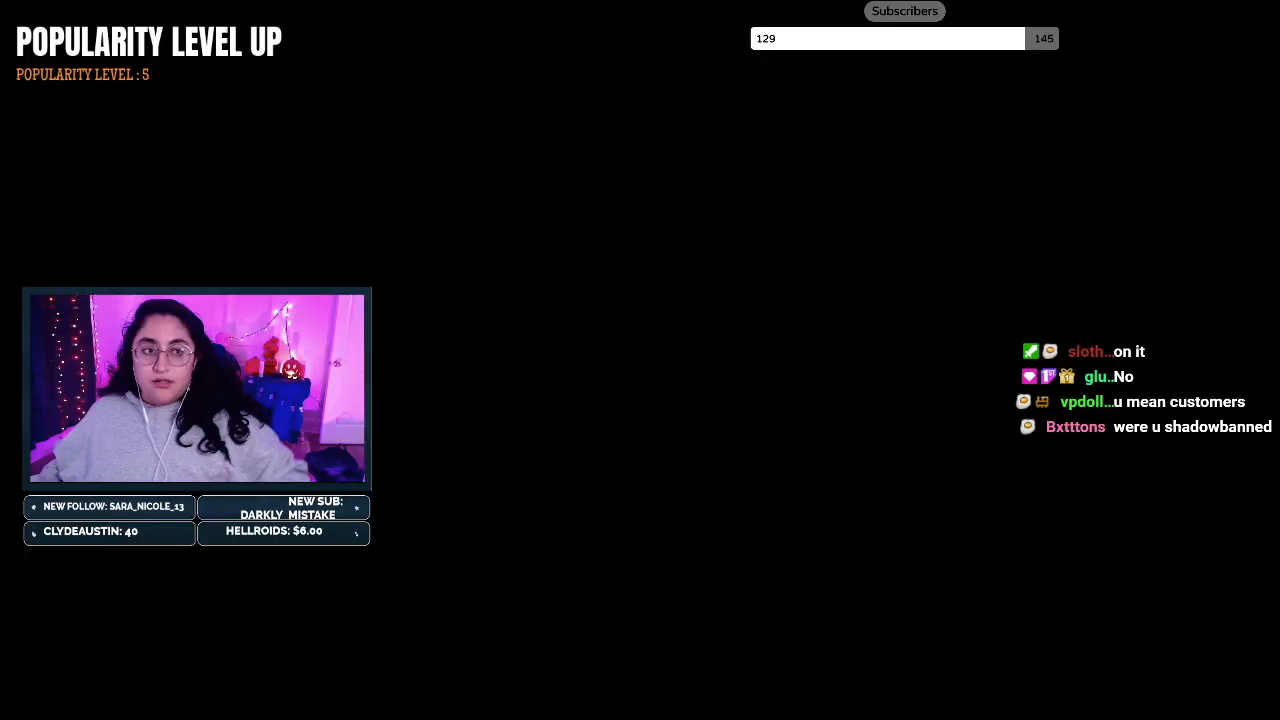 POPULARITY LEVEL UP
POPULARITY LEVEL : 5
Subscribers
129 145
sloth...on it
glu..No
vpdoll...u mean customers
Bxtttons were u shadowbanned
NEW FOLLOW: SARA_NICOLE_13
NEW SUB:
DARKLY_MISTAKE
CLYDEAUSTIN: 40
HELLROIDS: $6.00